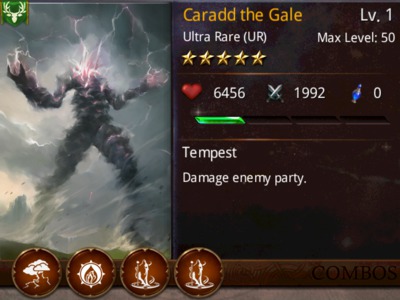 Caradd the Gale Lv. 1
Ultra Rare (UR) Max Level: 50
6456 1992 0
Tempest
Damage enemy party.
COMBOS